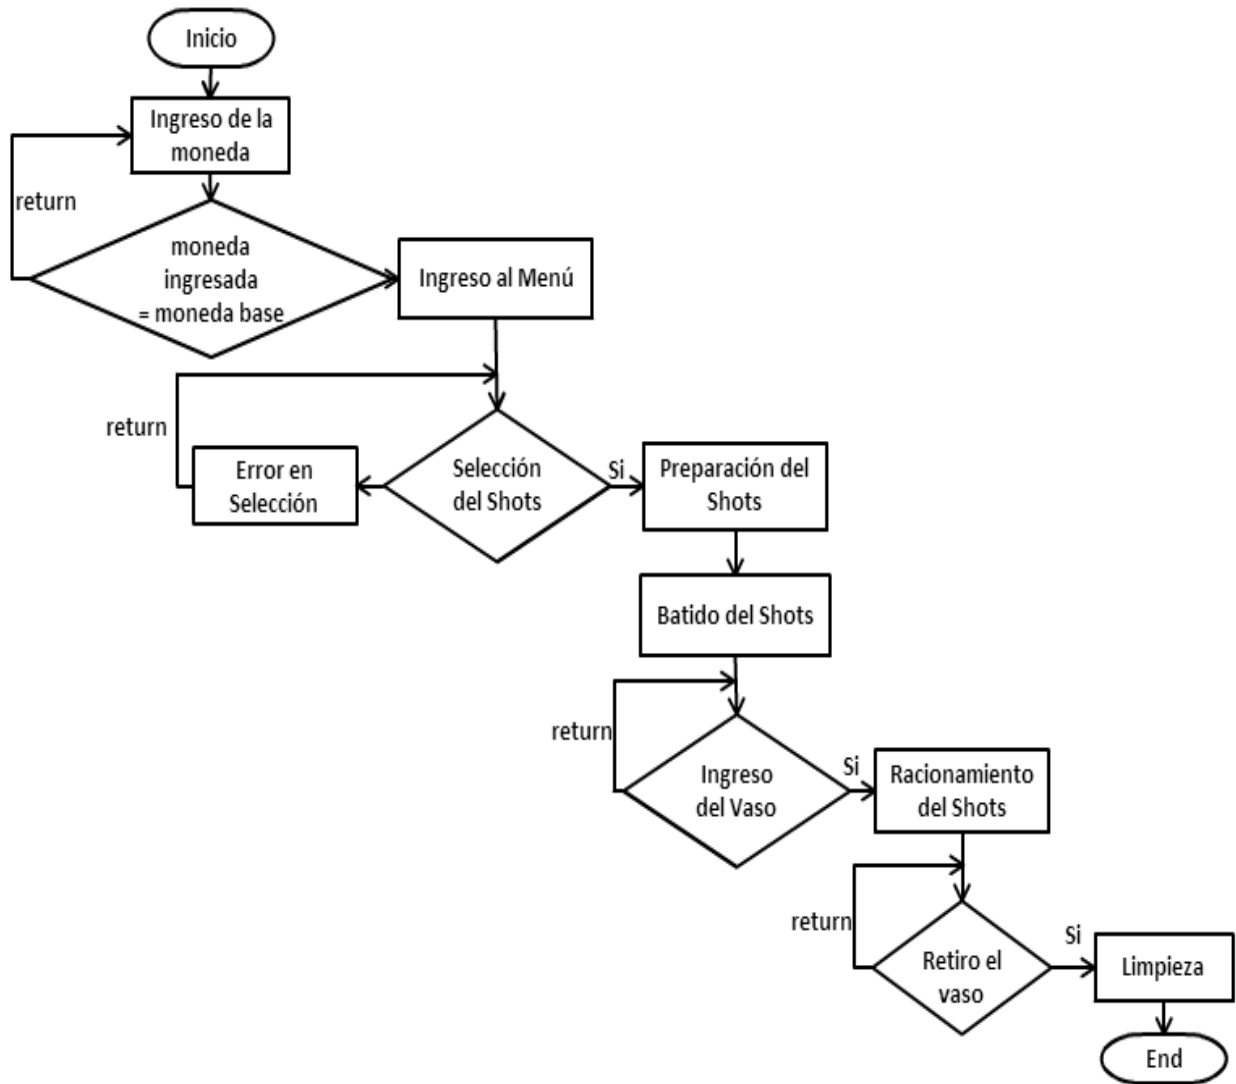 Inicio
Ingreso de la
moneda
return
moneda
ingresada
= moneda base
Ingreso al Menú
return
Error en
Selección
Selección
del Shots
Si
Preparación del
Shots
Batido del Shots
return
Ingreso
del Vaso
Si
Racionamiento
del Shots
return
Retiro el
vaso
Si
Limpieza
End